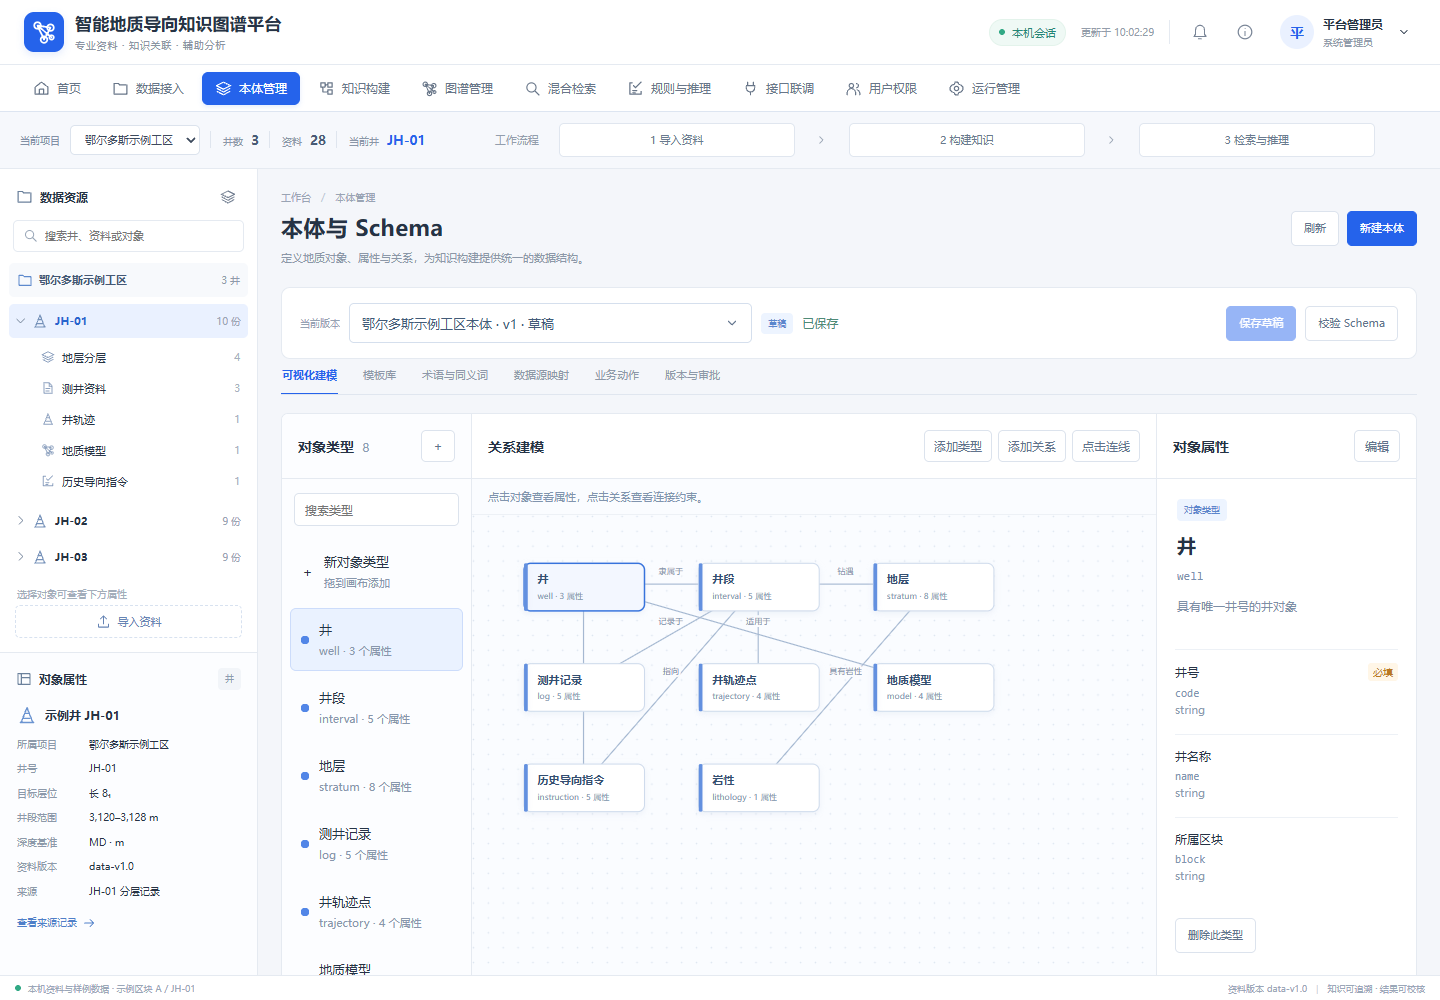 智能地质导向知识图谱平台
专业资料 · 知识关联 · 辅助分析
本机会话
更新于 10:02:29
平
平台管理员
系统管理员
首页
数据接入
本体管理
知识构建
图谱管理
混合检索
规则与推理
接口联调
用户权限
运行管理
当前项目
鄂尔多斯示例工区
井数 3
资料 28
当前井 JH-01
工作流程
1 导入资料
2 构建知识
3 检索与推理
数据资源
搜索井、资料或对象
鄂尔多斯示例工区 3 井
JH-01 10 份
地层分层 4
测井资料 3
井轨迹 1
地质模型 1
历史导向指令 1
JH-02 9 份
JH-03 9 份
选择对象可查看下方属性
导入资料
对象属性 井
示例井 JH-01
所属项目 鄂尔多斯示例工区
井号 JH-01
目标层位 长 8₁
井段范围 3,120–3,128 m
深度基准 MD · m
资料版本 data-v1.0
来源 JH-01 分层记录
查看来源记录 →
工作台 / 本体管理
本体与 Schema
定义地质对象、属性与关系，为知识构建提供统一的数据结构。
刷新
新建本体
当前版本
鄂尔多斯示例工区本体 · v1 · 草稿
草稿
已保存
保存草稿
校验 Schema
可视化建模
模板库
术语与同义词
数据源映射
业务动作
版本与审批
对象类型 8
+
搜索类型
+ 新对象类型
拖到画布添加
井
well · 3 个属性
井段
interval · 5 个属性
地层
stratum · 8 个属性
测井记录
log · 5 个属性
井轨迹点
trajectory · 4 个属性
地质模型
关系建模
添加类型
添加关系
点击连线
点击对象查看属性，点击关系查看连接约束。
井
well · 3 属性
隶属于
井段
interval · 5 属性
钻遇
地层
stratum · 8 属性
记录于
适用于
测井记录
log · 5 属性
指向
井轨迹点
trajectory · 4 属性
具有岩性
地质模型
model · 4 属性
历史导向指令
instruction · 5 属性
岩性
lithology · 1 属性
对象属性
编辑
对象类型
井
well
具有唯一井号的井对象
井号 必填
code
string
井名称
name
string
所属区块
block
string
删除此类型
本机资料与样例数据 · 示例区块 A / JH-01
资料版本 data-v1.0 | 知识可追溯 · 结果可校核